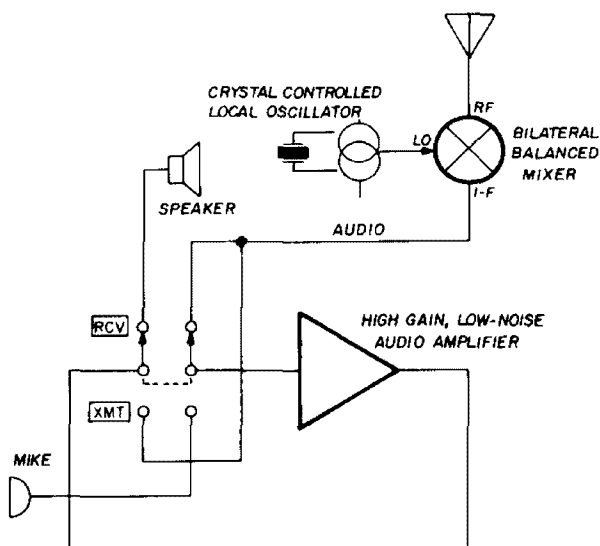 CRYSTAL CONTROLLED
LOCAL OSCILLATOR
RF
LO
BILATERAL
BALANCED
MIXER
I-F
SPEAKER
AUDIO
RCV
HIGH GAIN, LOW-NOISE
AUDIO AMPLIFIER
XMT
MIKE